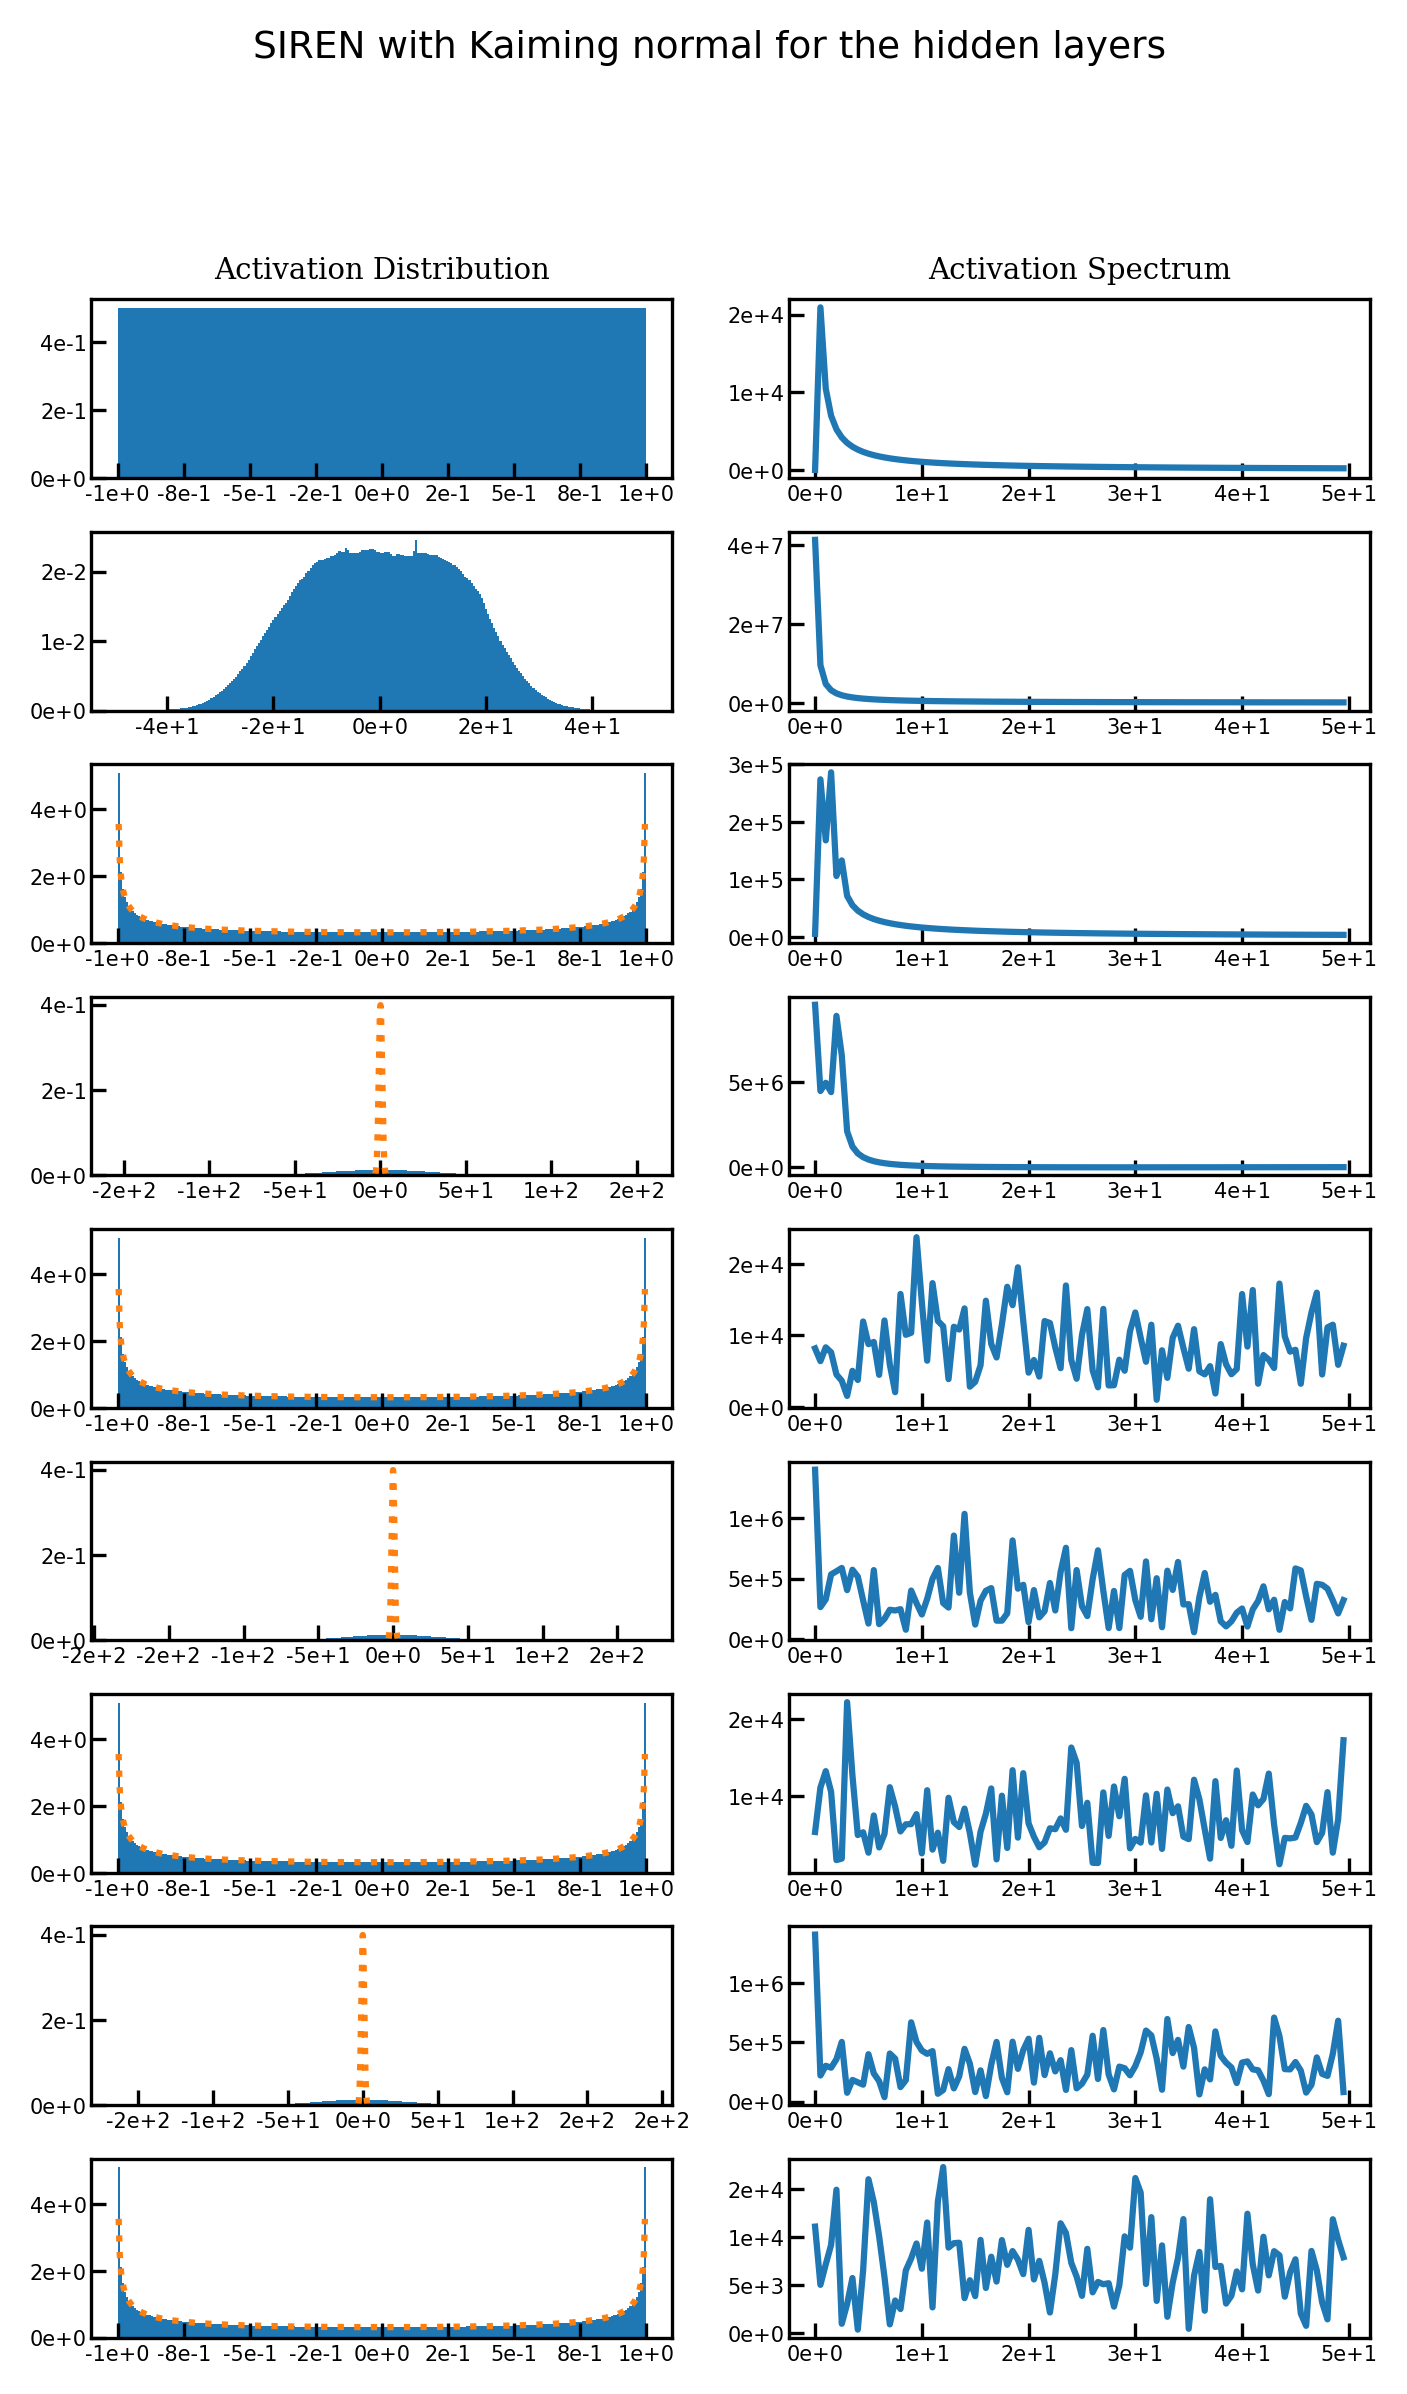 SIREN with Kaiming normal for the hidden layers
Activation Distribution
Activation Spectrum
4e-1
2e-1
0e+0
-1e+0 -8e-1 -5e-1 -2e-1 0e+0 2e-1 5e-1 8e-1 1e+0
2e+4
1e+4
0e+0
0e+0 1e+1 2e+1 3e+1 4e+1 5e+1
2e-2
1e-2
0e+0
-4e+1 -2e+1 0e+0 2e+1 4e+1
4e+7
2e+7
0e+0
0e+0 1e+1 2e+1 3e+1 4e+1 5e+1
4e+0
2e+0
0e+0
-1e+0 -8e-1 -5e-1 -2e-1 0e+0 2e-1 5e-1 8e-1 1e+0
3e+5
2e+5
1e+5
0e+0
0e+0 1e+1 2e+1 3e+1 4e+1 5e+1
4e-1
2e-1
0e+0
-2e+2 -1e+2 -5e+1 0e+0 5e+1 1e+2 2e+2
5e+6
0e+0
0e+0 1e+1 2e+1 3e+1 4e+1 5e+1
4e+0
2e+0
0e+0
-1e+0 -8e-1 -5e-1 -2e-1 0e+0 2e-1 5e-1 8e-1 1e+0
2e+4
1e+4
0e+0
0e+0 1e+1 2e+1 3e+1 4e+1 5e+1
4e-1
2e-1
0e+0
-2e+2 -2e+2 -1e+2 -5e+1 0e+0 5e+1 1e+2 2e+2
1e+6
5e+5
0e+0
0e+0 1e+1 2e+1 3e+1 4e+1 5e+1
4e+0
2e+0
0e+0
-1e+0 -8e-1 -5e-1 -2e-1 0e+0 2e-1 5e-1 8e-1 1e+0
2e+4
1e+4
0e+0 1e+1 2e+1 3e+1 4e+1 5e+1
4e-1
2e-1
0e+0
-2e+2 -1e+2 -5e+1 0e+0 5e+1 1e+2 2e+2 2e+2
1e+6
5e+5
0e+0
0e+0 1e+1 2e+1 3e+1 4e+1 5e+1
4e+0
2e+0
0e+0
-1e+0 -8e-1 -5e-1 -2e-1 0e+0 2e-1 5e-1 8e-1 1e+0
2e+4
1e+4
5e+3
0e+0
0e+0 1e+1 2e+1 3e+1 4e+1 5e+1